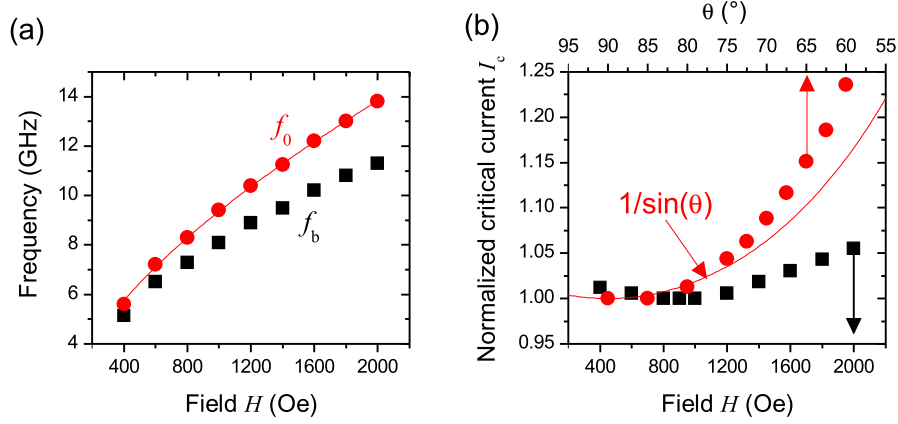 (a)
14
12
10
8
6
4
Frequency (GHz)
f0
fb
400 800 1200 1600 2000
Field H (Oe)
(b)
θ (°)
95 90 85 80 75 70 65 60 55
1.25
1.20
1.15
1.10
1.05
1.00
0.95
Normalized critical current Ic
1/sin(θ)
400 800 1200 1600 2000
Field H (Oe)